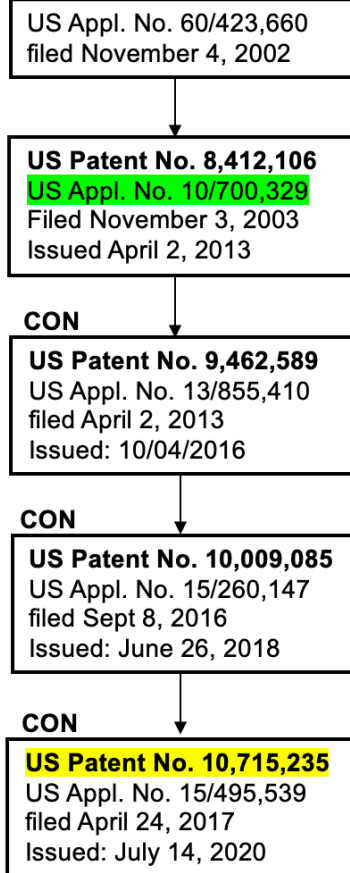 US Appl. No. 60/423,660
filed November 4, 2002
US Patent No. 8,412,106
US Appl. No. 10/700,329
Filed November 3, 2003
Issued April 2, 2013
CON
US Patent No. 9,462,589
US Appl. No. 13/855,410
filed April 2, 2013
Issued: 10/04/2016
CON
US Patent No. 10,009,085
US Appl. No. 15/260,147
filed Sept 8, 2016
Issued: June 26, 2018
CON
US Patent No. 10,715,235
US Appl. No. 15/495,539
filed April 24, 2017
Issued: July 14, 2020